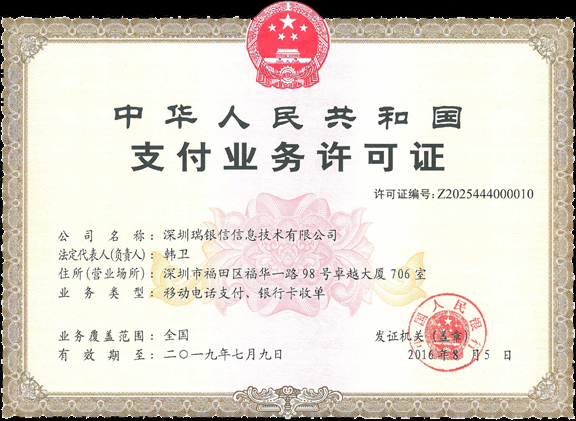 中华人民共和国
支付业务许可证
许可证编号: Z2025444000010
公司名称: 深圳瑞银信信息技术有限公司
法定代表人(负责人): 韩卫
住所(营业场所): 深圳市福田区福华一路98号卓越大厦706室
业务类型: 移动电话支付、银行卡收单
业务覆盖范围: 全国
发证机关(盖章)
有效期至: 二〇一九年七月九日
2016年8月5日
中国人民银行